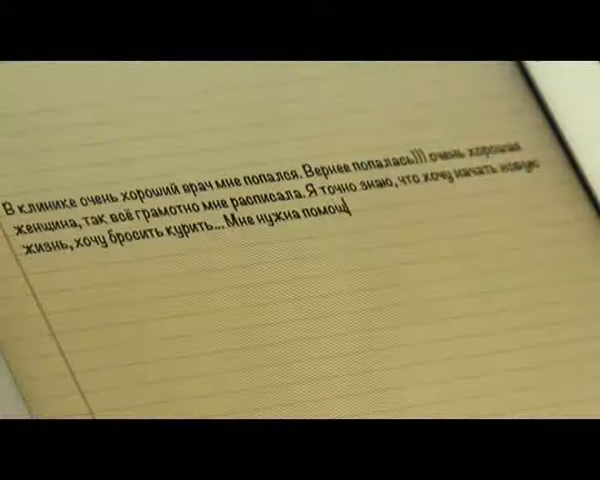 В клинике очень хороший врач мне попался. Вернее попалась))) очень хорошая
женщина, так всё грамотно мне расписала. Я точно знаю, что хочу начать новую
жизнь, хочу бросить курить... Мне нужна помощ